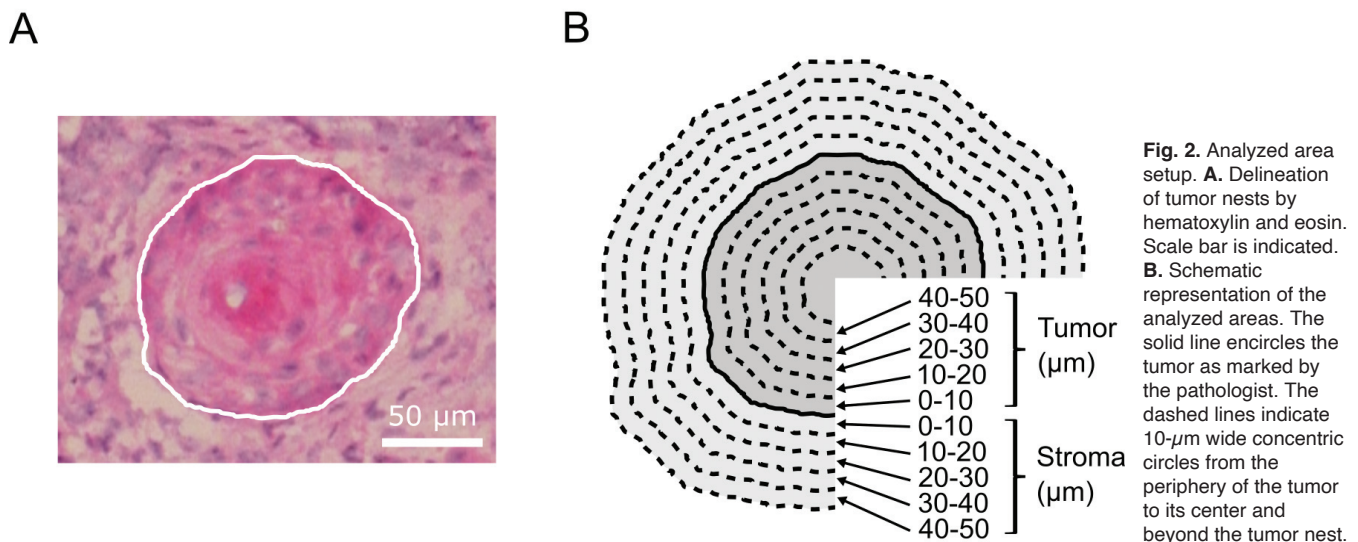 A
B
50 μm
40-50
30-40
20-30
10-20
0-10
Tumor
(μm)
0-10
10-20
20-30
30-40
40-50
Stroma
(μm)
Fig. 2. Analyzed area
setup. A. Delineation
of tumor nests by
hematoxylin and eosin.
Scale bar is indicated.
B. Schematic
representation of the
analyzed areas. The
solid line encircles the
tumor as marked by
the pathologist. The
dashed lines indicate
10-μm wide concentric
circles from the
periphery of the tumor
to its center and
beyond the tumor nest.